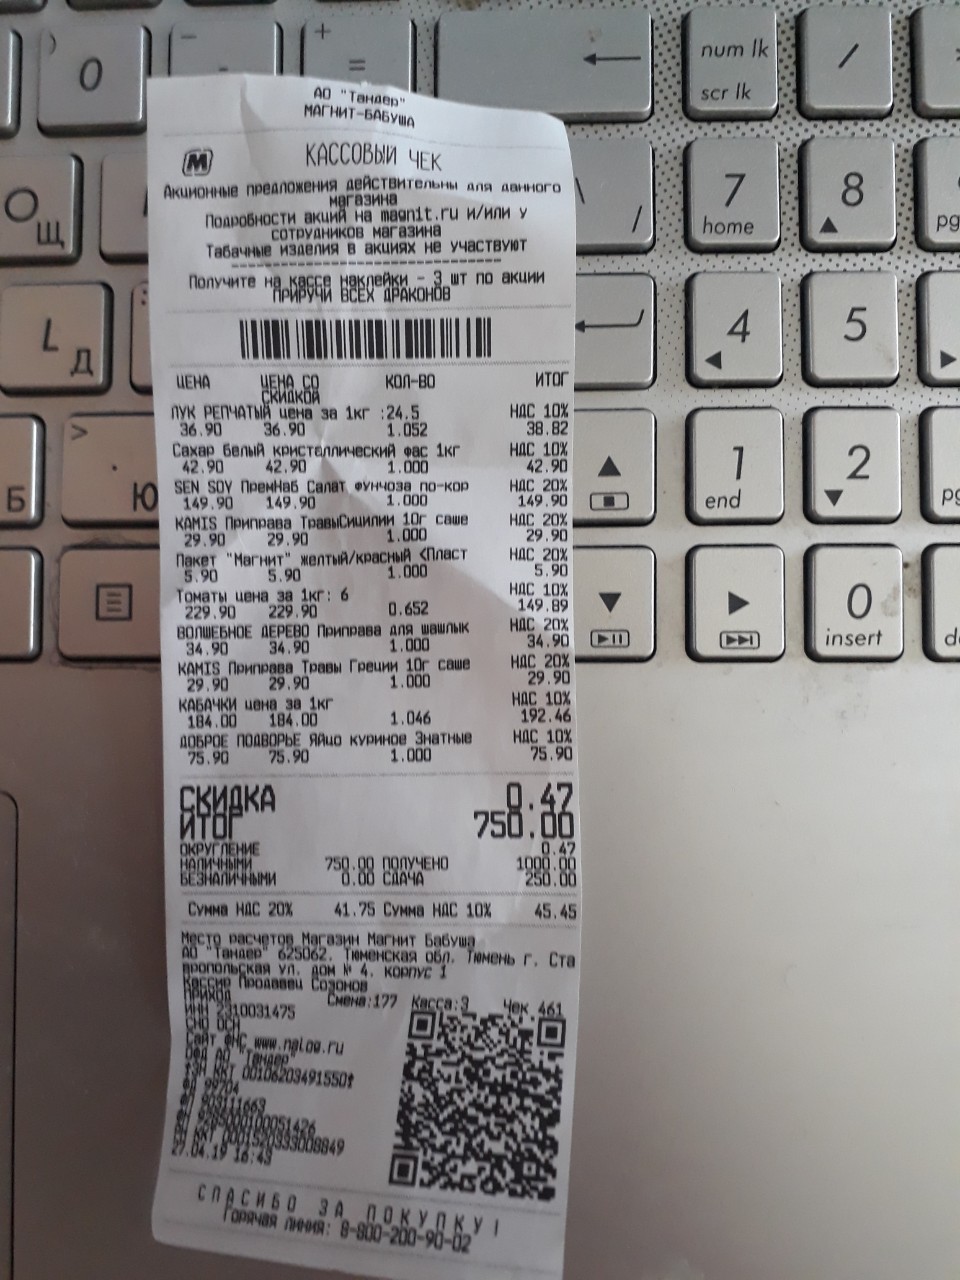 АО "Тандер"
МАГНИТ-БАБУША
М
КАССОВЫЙ ЧЕК
Акционные предложения действительны для данного
магазина
Подробности акций на magnit.ru и/или у
сотрудников магазина
Табачные изделия в акциях не участвуют
Получите на кассе наклейки - 3 шт по акции
ПРИРУЧИ ВСЕХ ДРАКОНОВ
ЦЕНА ЦЕНА СО СКИДКОЙ КОЛ-ВО ИТОГ
ЛУК РЕПЧАТЫЙ цена за 1кг :24.5 НДС 10%
36.90 36.90 1.052 38.82
Сахар белый кристаллический фас 1кг НДС 10%
42.90 42.90 1.000 42.90
SEN SOY ПремНаб Салат фунчоза по-кор НДС 20%
149.90 149.90 1.000 149.90
KAMIS Приправа ТравыСицилии 10г саше НДС 20%
29.90 29.90 1.000 29.90
Пакет "Магнит" желтый/красный <Пласт НДС 20%
5.90 5.90 1.000 5.90
Томаты цена за 1кг: 6 НДС 10%
229.90 229.90 0.652 149.89
ВОЛШЕБНОЕ ДЕРЕВО Приправа для шашлык НДС 20%
34.90 34.90 1.000 34.90
KAMIS Приправа Травы Греции 10г саше НДС 20%
29.90 29.90 1.000 29.90
КАБАЧКИ цена за 1кг НДС 10%
184.00 184.00 1.046 192.46
ДОБРОЕ ПОДВОРЬЕ Яйцо куриное Знатные НДС 10%
75.90 75.90 1.000 75.90
СКИДКА 0.47
ИТОГ 750.00
ОКРУГЛЕНИЕ 0.47
НАЛИЧНЫМИ 750.00 ПОЛУЧЕНО 1000.00
БЕЗНАЛИЧНЫМИ 0.00 СДАЧА 250.00
Сумма НДС 20% 41.75 Сумма НДС 10% 45.45
Место расчетов Магазин Магнит Бабуша
АО "Тандер" 625062, Тюменская обл, Тюмень г, Ста
вропольская ул, дом № 4, корпус 1
Кассир Продавец Созонов
ПРИХОД Смена:177 Касса:3 Чек 461
ИНН 2310031475
СНО ОСН
Сайт ФНС www.nalog.ru
ОФД АО "Тандер"
ККТ 00106203491550
99704
27.04.19 16:43
СПАСИБО ЗА ПОКУПКУ!
Горячая линия: 8-800-200-90-02
) 0
_ -
+ =
num lk
scr lk
/
О Щ
\ /
7 home
8
pg
L Д
:
4
5
Б
> . Ю
1 end
2
pg
0 insert
de